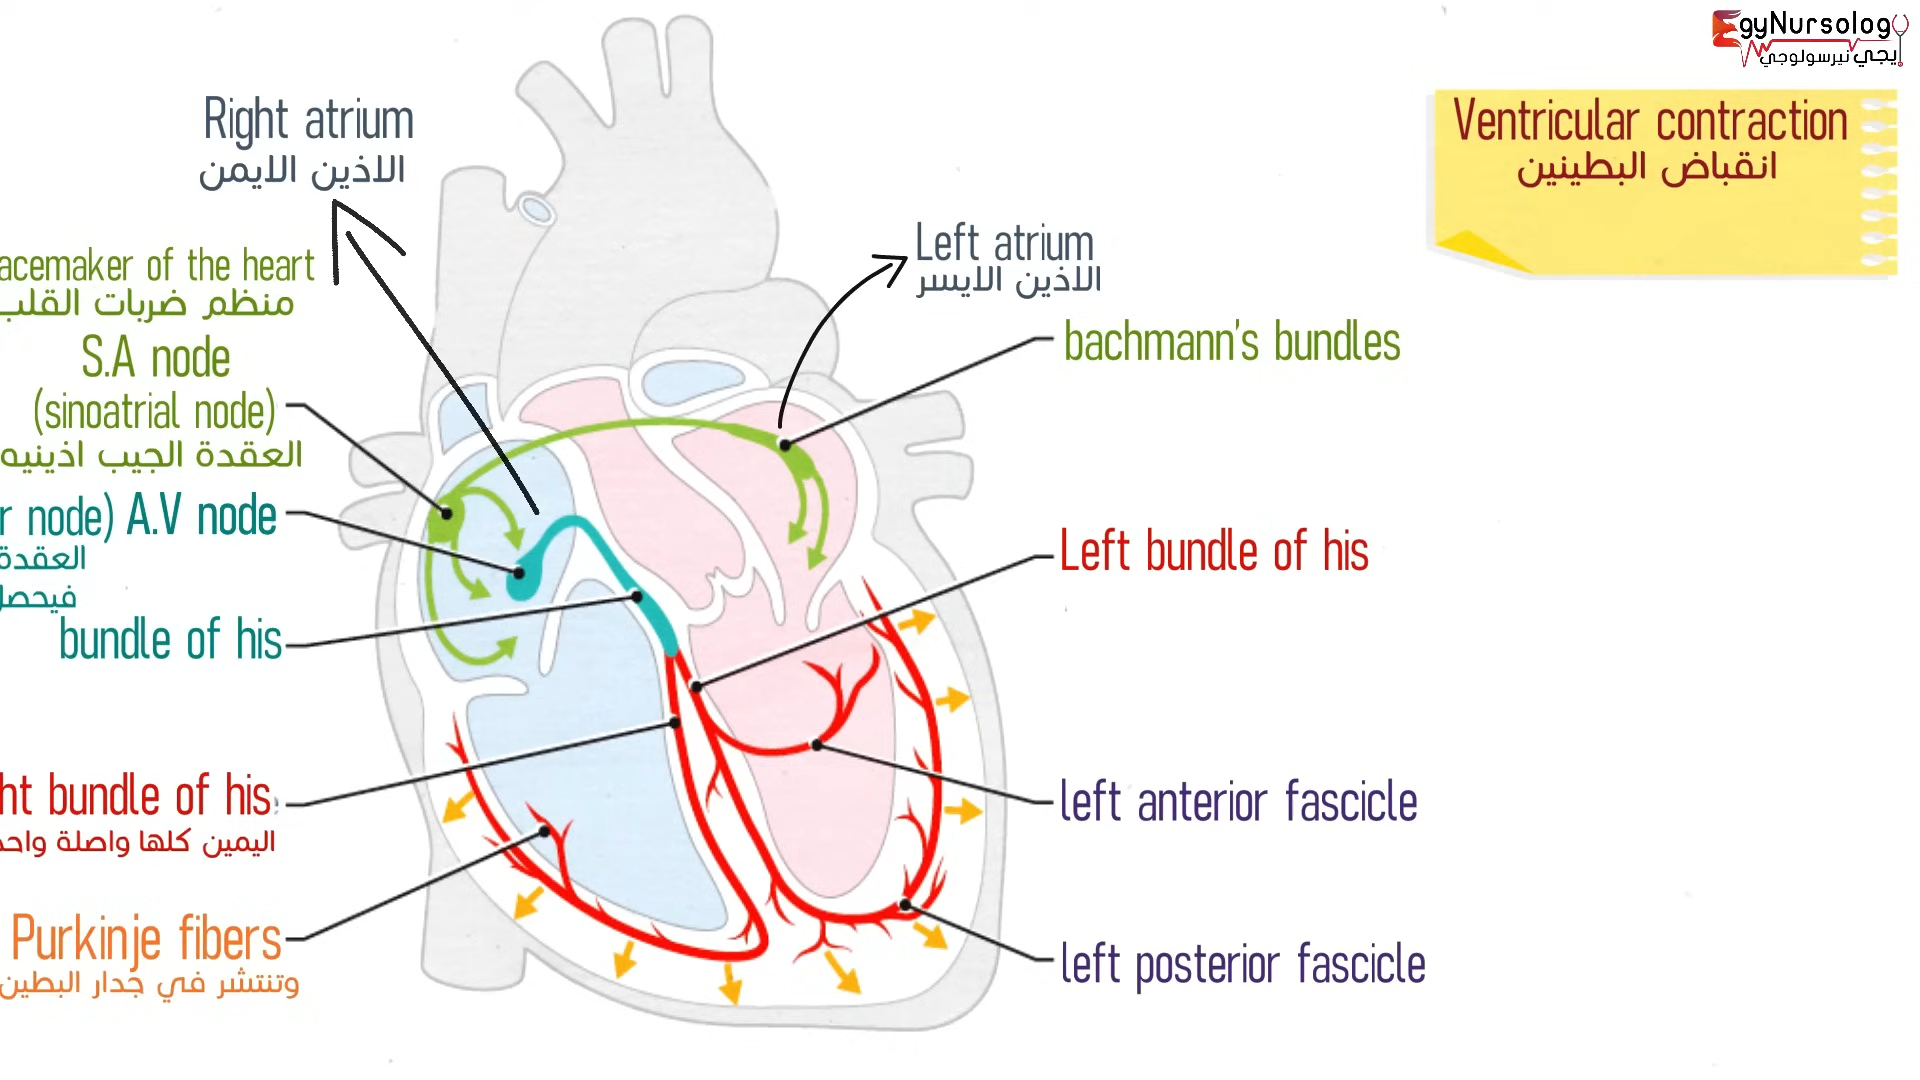 EgyNursology
إيجي نيرسولوجي
Ventricular contraction
انقباض البطينين
Right atrium
الاذين الايمن
Left atrium
الاذين الايسر
acemaker of the heart
منظم ضربات القلب
S.A node
(sinoatrial node)
العقدة الجيب اذينيه
r node) A.V node
العقدة
فيحصل
bundle of his
ht bundle of his
اليمين كلها واصلة واحد
Purkinje fibers
وتنتشر في جدار البطين
bachmann's bundles
Left bundle of his
left anterior fascicle
left posterior fascicle